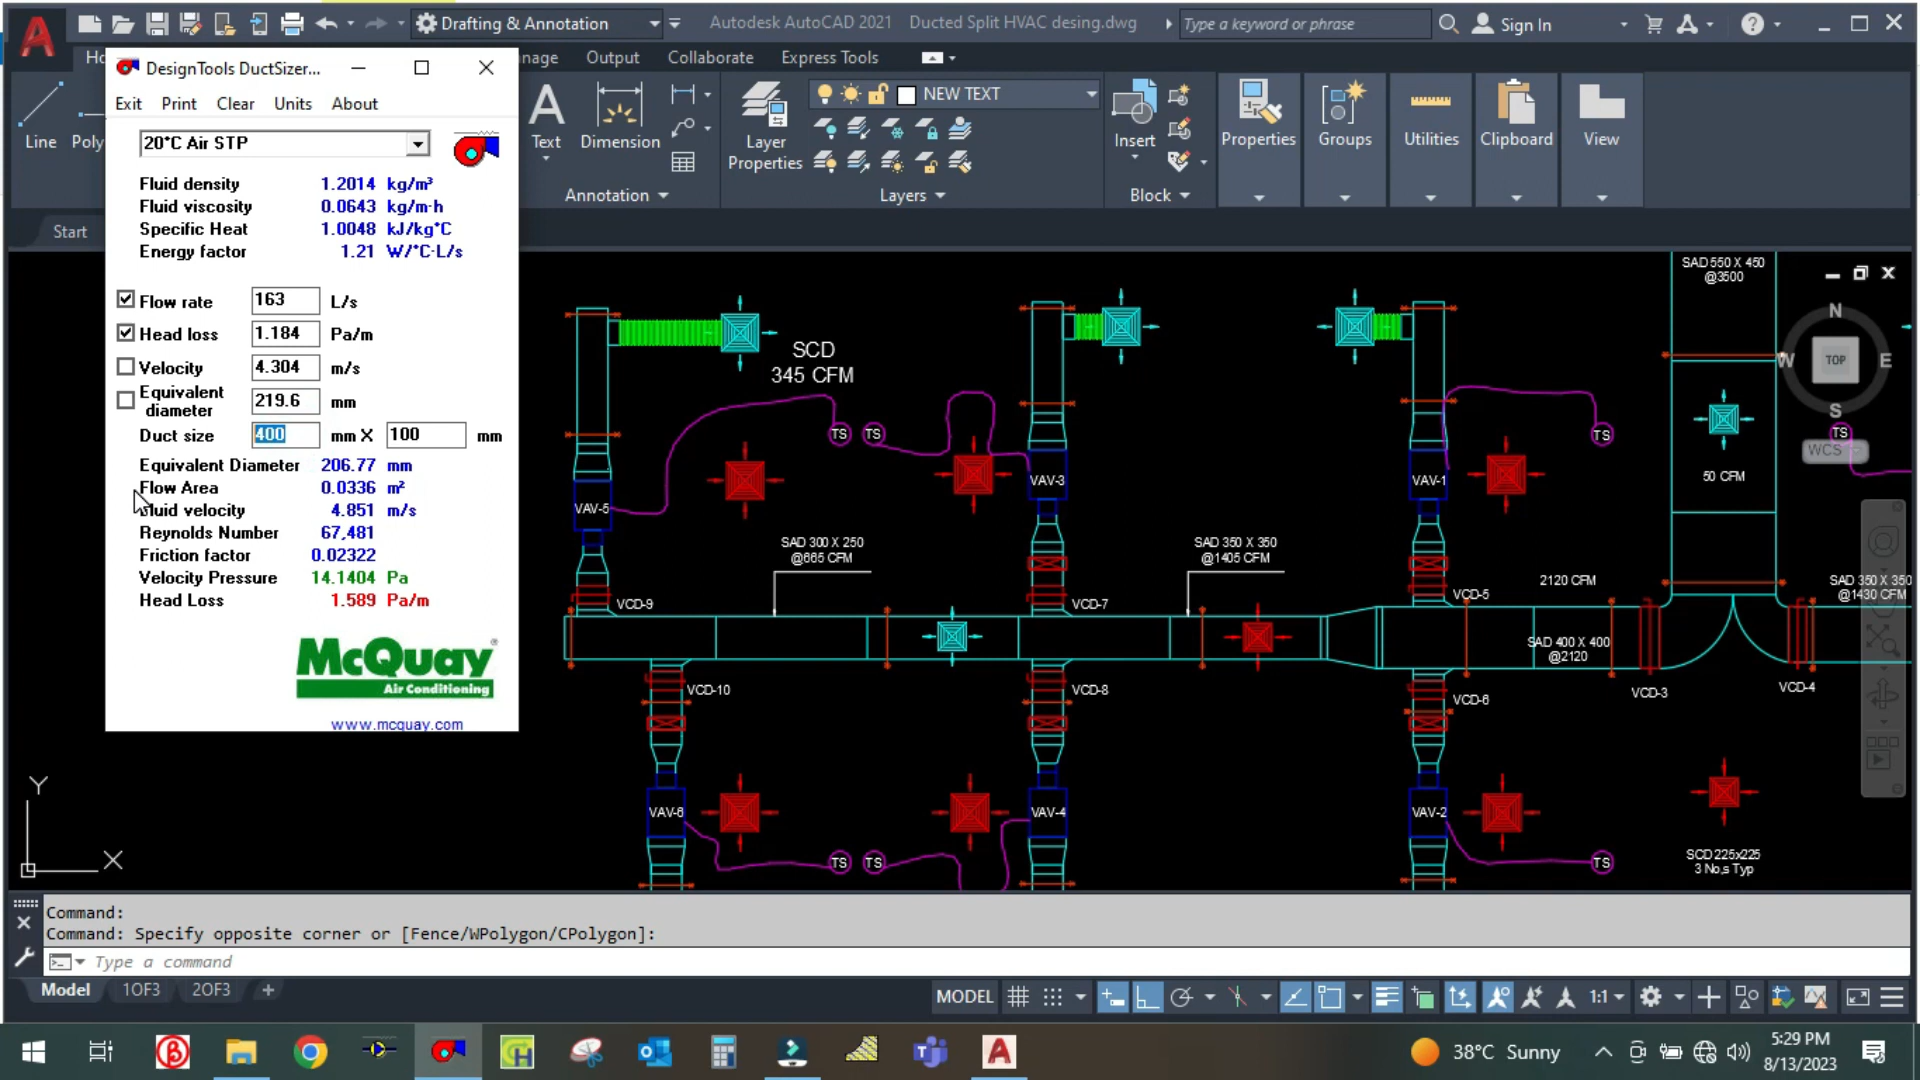 Drafting & Annotation
Autodesk AutoCAD 2021
Ducted Split HVAC desing.dwg
Type a keyword or phrase
Sign In
Output
Collaborate
Express Tools
DesignTools DuctSizer...
Exit
Print
Clear
Units
About
20°C Air STP
Fluid density 1.2014 kg/m³
Fluid viscosity 0.0643 kg/m·h
Specific Heat 1.0048 kJ/kg°C
Energy factor 1.21 W/°C·L/s
Flow rate 163 L/s
Head loss 1.184 Pa/m
Velocity 4.304 m/s
Equivalent diameter 219.6 mm
Duct size 400 mm X 100 mm
Equivalent Diameter 206.77 mm
Flow Area 0.0336 m²
Fluid velocity 4.851 m/s
Reynolds Number 67,481
Friction factor 0.02322
Velocity Pressure 14.1404 Pa
Head Loss 1.589 Pa/m
McQuay
Air Conditioning
www.mcquay.com
Line
Text
Dimension
Annotation
Layer
Properties
NEW TEXT
Layers
Insert
Block
Properties
Groups
Utilities
Clipboard
View
Start
SCD
345 CFM
TS
TS
TS
TS
VAV-5
VAV-3
VAV-1
SAD 300 X 250
@665 CFM
SAD 350 X 350
@1405 CFM
SAD 550 X 450
@3500
50 CFM
2120 CFM
SAD 400 X 400
@2120
SAD 350 X 350
@1430 CFM
VCD-9
VCD-7
VCD-5
VCD-10
VCD-8
VCD-6
VCD-3
VCD-4
VAV-6
VAV-4
VAV-2
TS
TS
TS
SCD 225x225
3 No,s Typ
N
W
TOP
E
S
WCS
Y
X
Command:
Command: Specify opposite corner or [Fence/WPolygon/CPolygon]:
Type a command
Model
1OF3
2OF3
MODEL
1:1
38°C Sunny
5:29 PM
8/13/2023